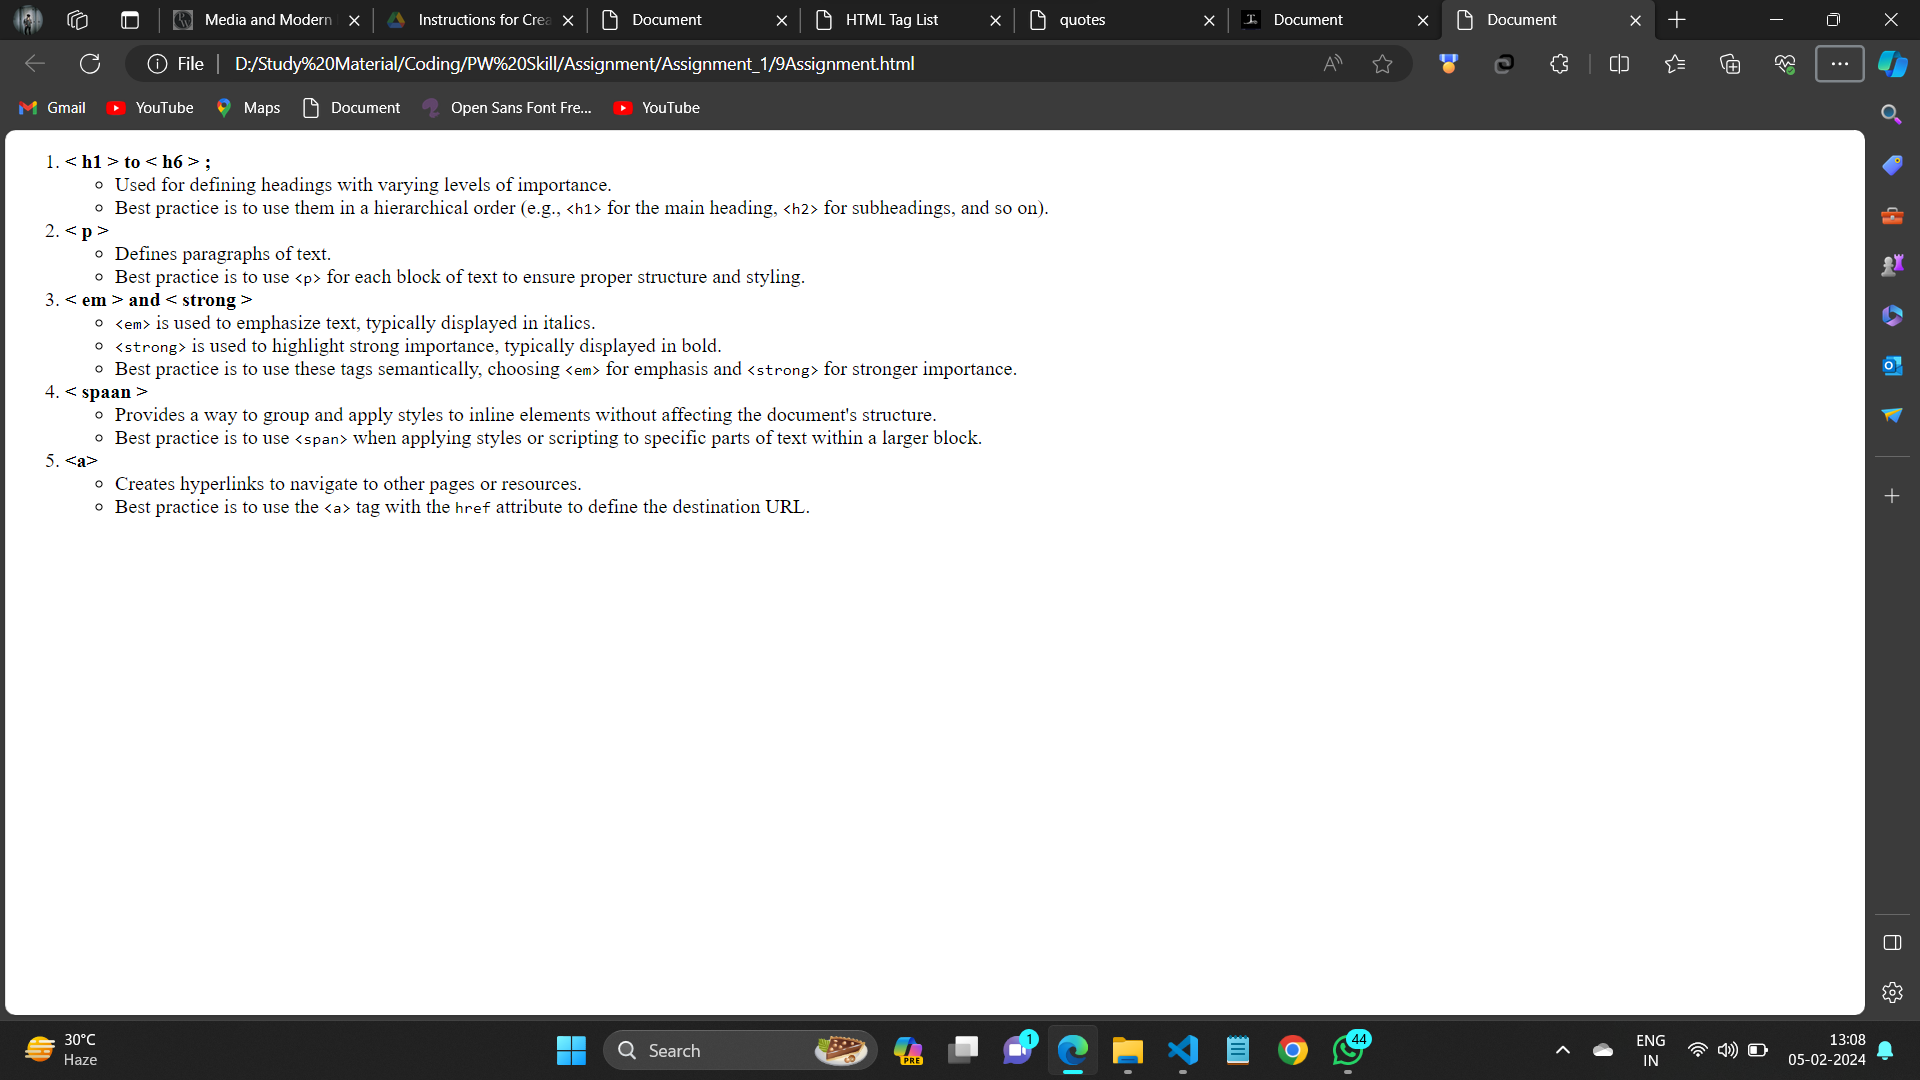 Media and Modern
Instructions for Crea
Document
HTML Tag List
quotes
Document
Document
File
D:/Study%20Material/Coding/PW%20Skill/Assignment/Assignment_1/9Assignment.html
Gmail
YouTube
Maps
Document
Open Sans Font Fre...
YouTube
1. < h1 > to < h6 > ;
Used for defining headings with varying levels of importance.
Best practice is to use them in a hierarchical order (e.g., <h1> for the main heading, <h2> for subheadings, and so on).
2. < p >
Defines paragraphs of text.
Best practice is to use <p> for each block of text to ensure proper structure and styling.
3. < em > and < strong >
<em> is used to emphasize text, typically displayed in italics.
<strong> is used to highlight strong importance, typically displayed in bold.
Best practice is to use these tags semantically, choosing <em> for emphasis and <strong> for stronger importance.
4. < spaan >
Provides a way to group and apply styles to inline elements without affecting the document's structure.
Best practice is to use <span> when applying styles or scripting to specific parts of text within a larger block.
5. <a>
Creates hyperlinks to navigate to other pages or resources.
Best practice is to use the <a> tag with the href attribute to define the destination URL.
30°C
Haze
Search
PRE
1
44
ENG
IN
13:08
05-02-2024